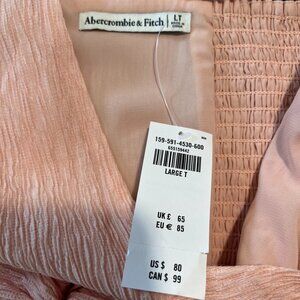 Abercrombie & Fitch
LT
159-591-4530-600
LARGE T
UK £ 65
EU € 85
US $ 80
CAN $ 99